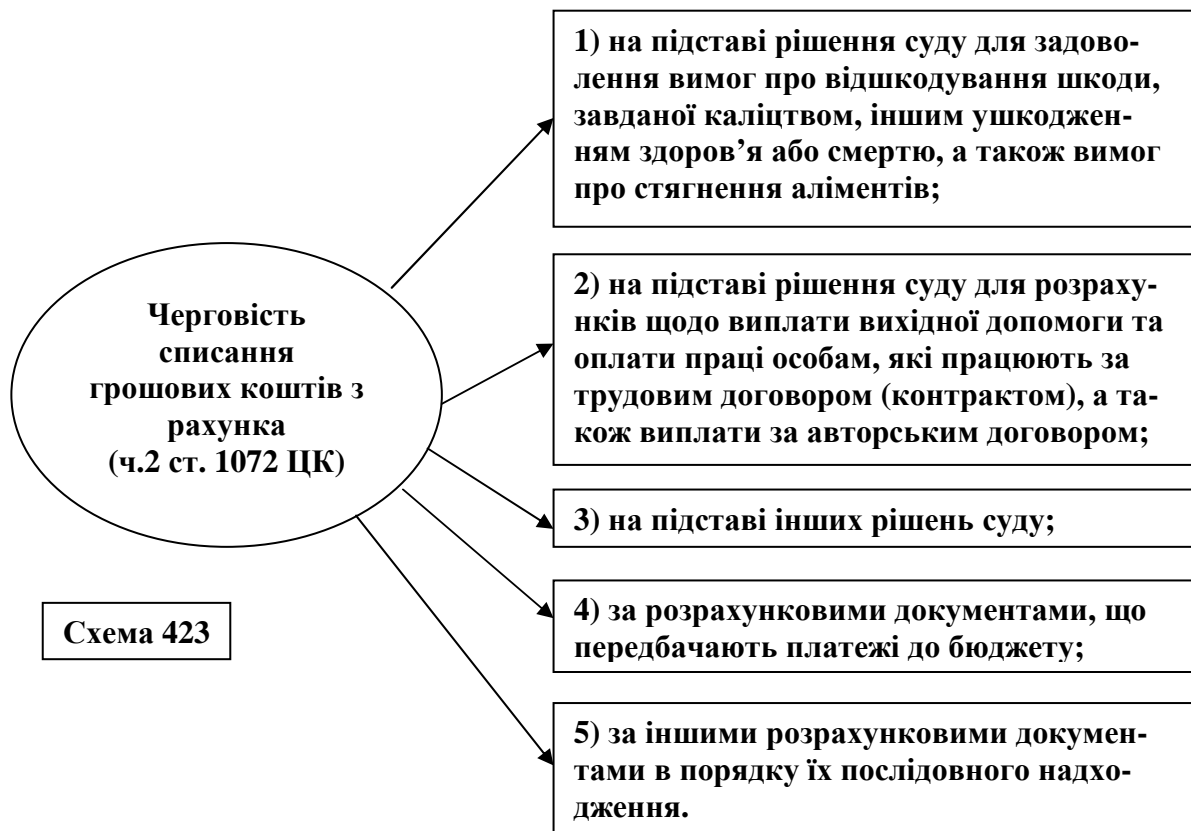 1) на підставі рішення суду для задово-
лення вимог про відшкодування шкоди,
завданої каліцтвом, іншим ушкоджен-
ням здоров’я або смертю, а також вимог
про стягнення аліментів;
Черговість
списання
грошових коштів з
рахунка
(ч.2 ст. 1072 ЦК)
2) на підставі рішення суду для розраху-
нків щодо виплати вихідної допомоги та
оплати праці особам, які працюють за
трудовим договором (контрактом), а та-
кож виплати за авторським договором;
3) на підставі інших рішень суду;
4) за розрахунковими документами, що
передбачають платежі до бюджету;
Схема 423
5) за іншими розрахунковими докумен-
тами в порядку їх послідовного надхо-
дження.